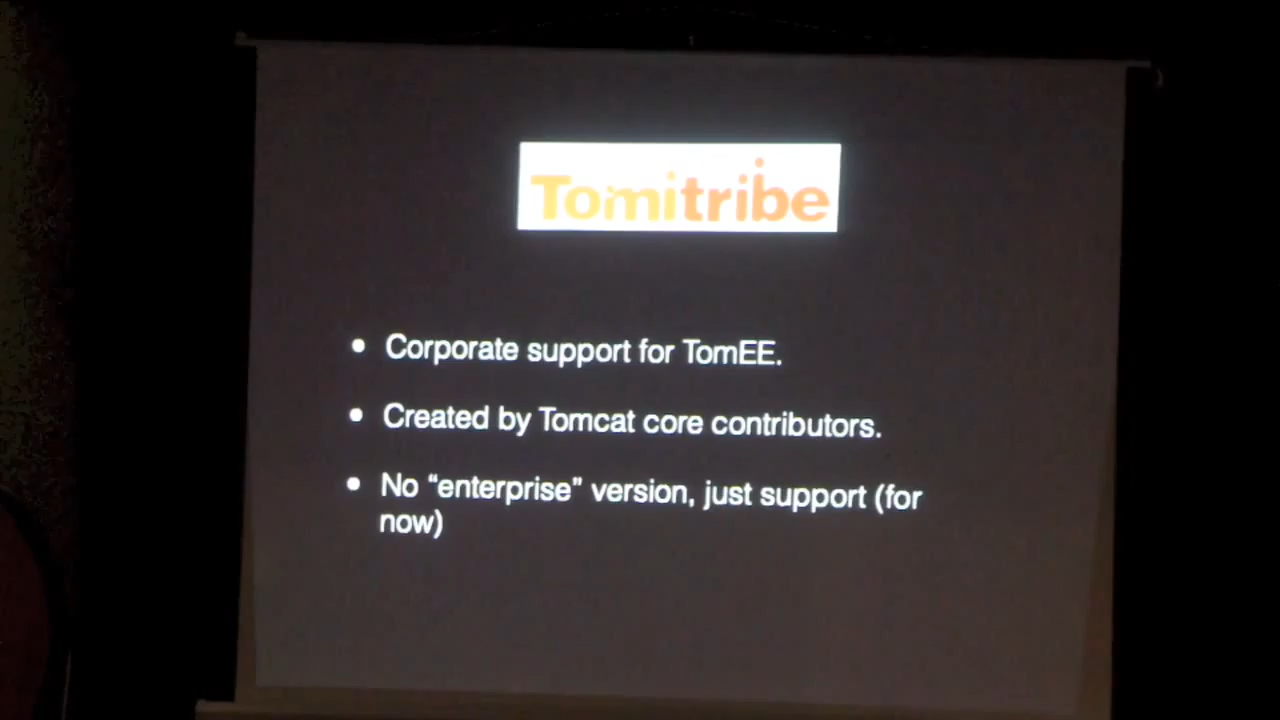 Tomitribe
• Corporate support for TomEE.
• Created by Tomcat core contributors.
• No “enterprise” version, just support (for
now)